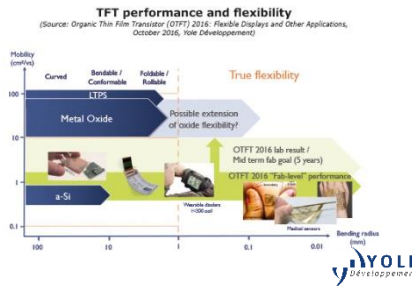 TFT performance and flexibility
(Source: Organic Thin Film Transistor (OTFT) 2016: Flexible Displays and Other Applications,
October 2016, Yole Développement)
Mobility
(cm²/vs)
Curved
Bendable /
Conformable
Foldable /
Rollable
True flexibility
100
LTPS
Metal Oxide
Possible extension
of oxide flexibility?
10
OTFT 2016 lab result /
Mid term fab goal (5 years)
OTFT 2016 "Fab-level" performance
1
a-Si
Wearable displays
Medical sensors
0.1
100
10
1
0.1
0.01
Bending radius
(mm)
YOLE
Développement